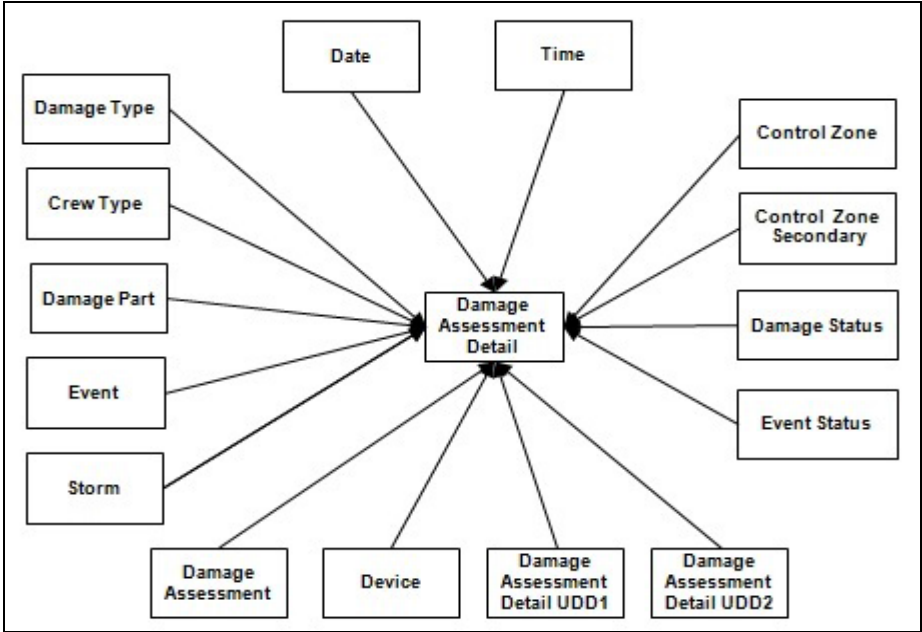 Date
Time
Damage Type
Control Zone
Crew Type
Control Zone
Secondary
Damage Part
Damage
Assessment
Detail
Damage Status
Event
Event Status
Storm
Damage
Assessment
Device
Damage
Assessment
Detail UDD1
Damage
Assessment
Detail UDD2